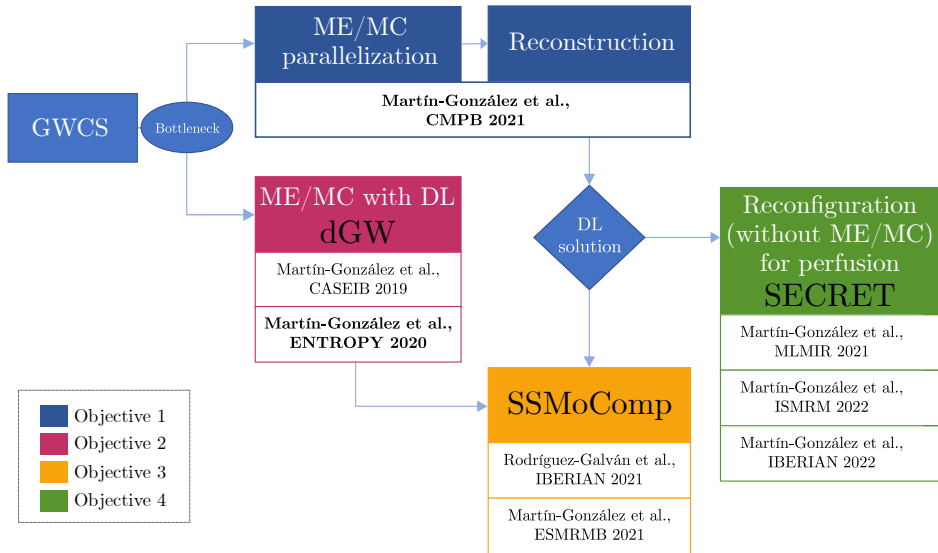 GWCS
Bottleneck
ME/MC
parallelization
Reconstruction
Martín-González et al.,
CMPB 2021
ME/MC with DL
dGW
Martín-González et al.,
CASEIB 2019
Martín-González et al.,
ENTROPY 2020
DL
solution
Reconfiguration
(without ME/MC)
for perfusion
SECRET
Martín-González et al.,
MLMIR 2021
Martín-González et al.,
ISMRM 2022
Martín-González et al.,
IBERIAN 2022
SSMoComp
Rodríguez-Galván et al.,
IBERIAN 2021
Martín-González et al.,
ESMRMB 2021
Objective 1
Objective 2
Objective 3
Objective 4